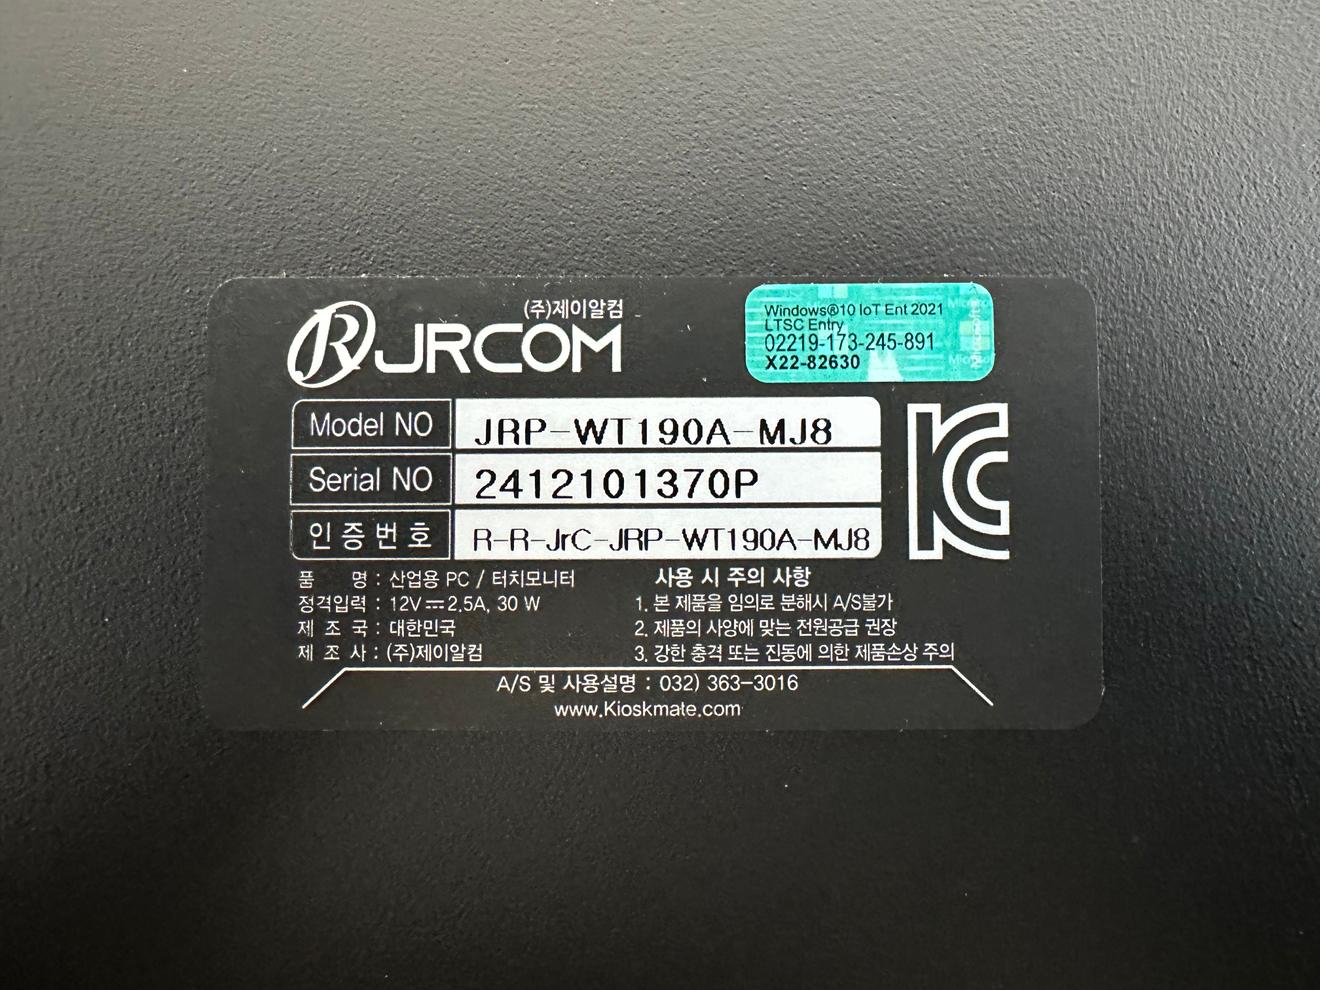 (주)제이알컴
JRCOM
Windows®10 IoT Ent 2021
LTSC Entry
02219-173-245-891
X22-82630
Microsoft
Model NO JRP-WT190A-MJ8
Serial NO 2412101370P
인증번호 R-R-JrC-JRP-WT190A-MJ8
품 명 : 산업용 PC / 터치모니터
정격입력 : 12V⎓2.5A, 30 W
제 조 국 : 대한민국
제 조 사 : (주)제이알컴
사용 시 주의 사항
1. 본 제품을 임의로 분해시 A/S불가
2. 제품의 사양에 맞는 전원공급 권장
3. 강한 충격 또는 진동에 의한 제품손상 주의
A/S 및 사용설명 : 032) 363-3016
www.Kioskmate.com